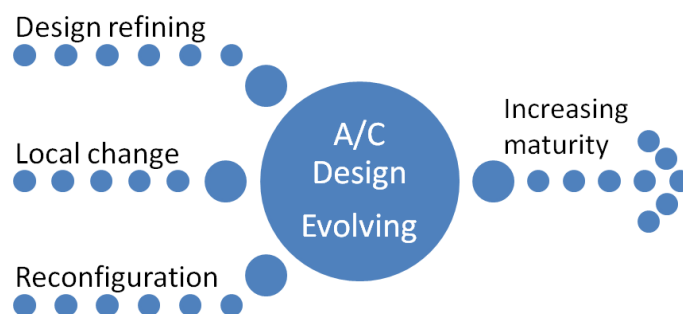 Design refining
Local change
Reconfiguration
A/C
Design
Evolving
Increasing
maturity